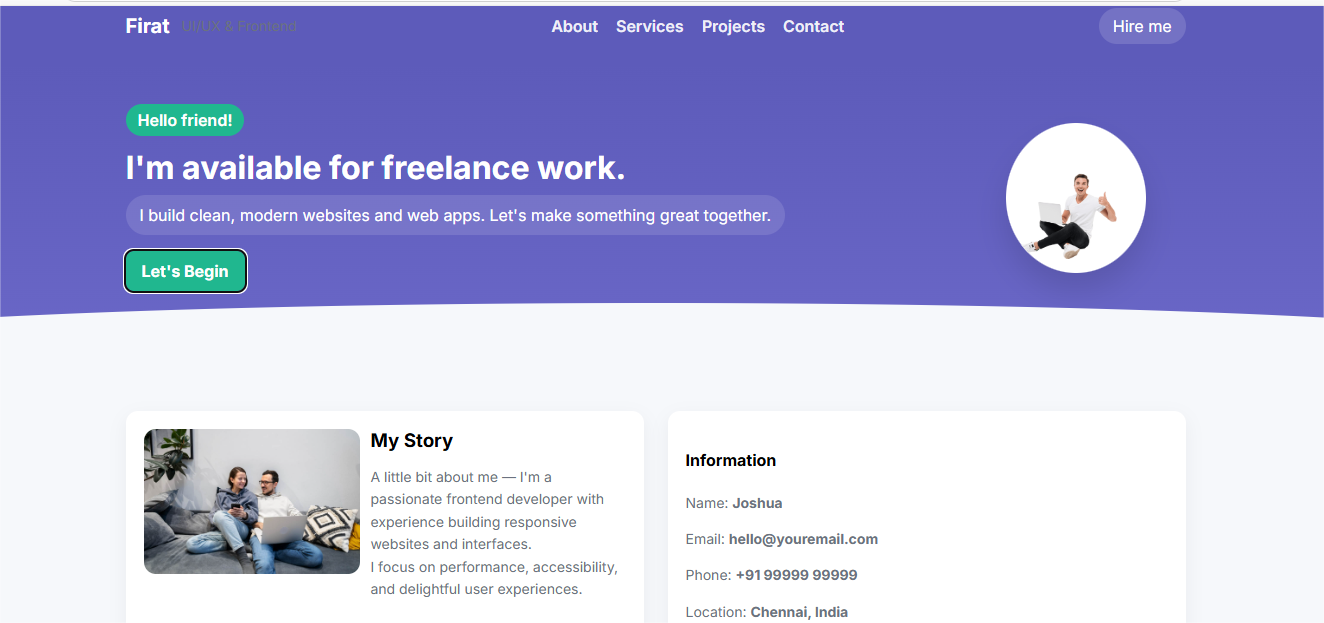 Firat UI/UX & Frontend About Services Projects Contact Hire me
Hello friend!
I'm available for freelance work.
I build clean, modern websites and web apps. Let's make something great together.
Let's Begin
My Story
A little bit about me — I'm a
passionate frontend developer with
experience building responsive
websites and interfaces.
I focus on performance, accessibility,
and delightful user experiences.
Information
Name: Joshua
Email: hello@youremail.com
Phone: +91 99999 99999
Location: Chennai, India